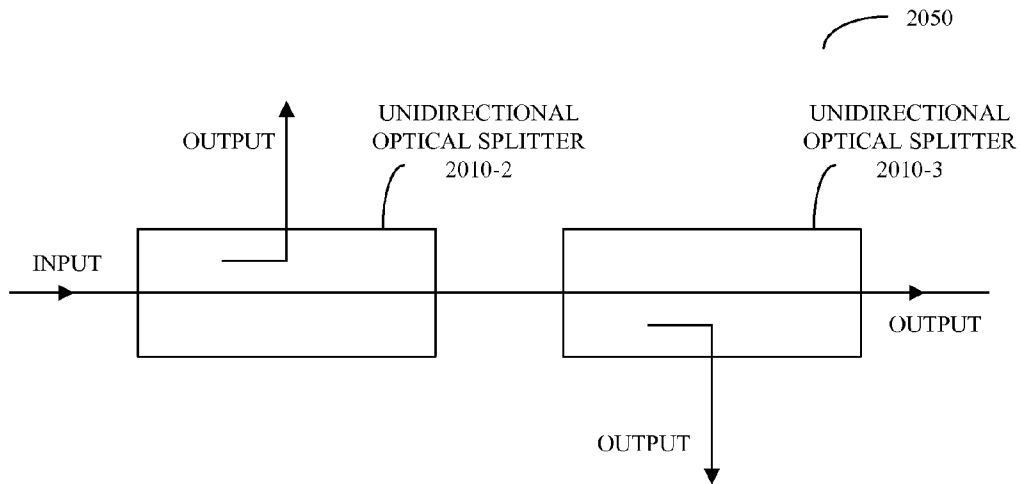 2050
UNIDIRECTIONAL
OPTICAL SPLITTER
2010-2
UNIDIRECTIONAL
OPTICAL SPLITTER
2010-3
OUTPUT
INPUT
OUTPUT
OUTPUT